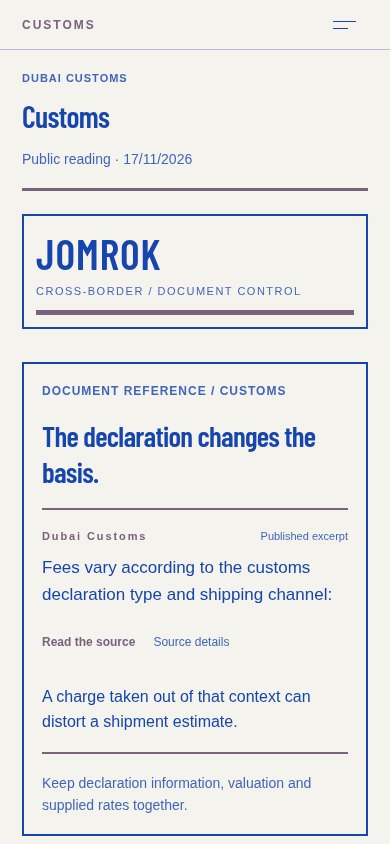 CUSTOMS
DUBAI CUSTOMS
Customs
Public reading · 17/11/2026
JOMROK
CROSS-BORDER / DOCUMENT CONTROL
DOCUMENT REFERENCE / CUSTOMS
The declaration changes the
basis.
Dubai Customs Published excerpt
Fees vary according to the customs
declaration type and shipping channel:
Read the source Source details
A charge taken out of that context can
distort a shipment estimate.
Keep declaration information, valuation and
supplied rates together.